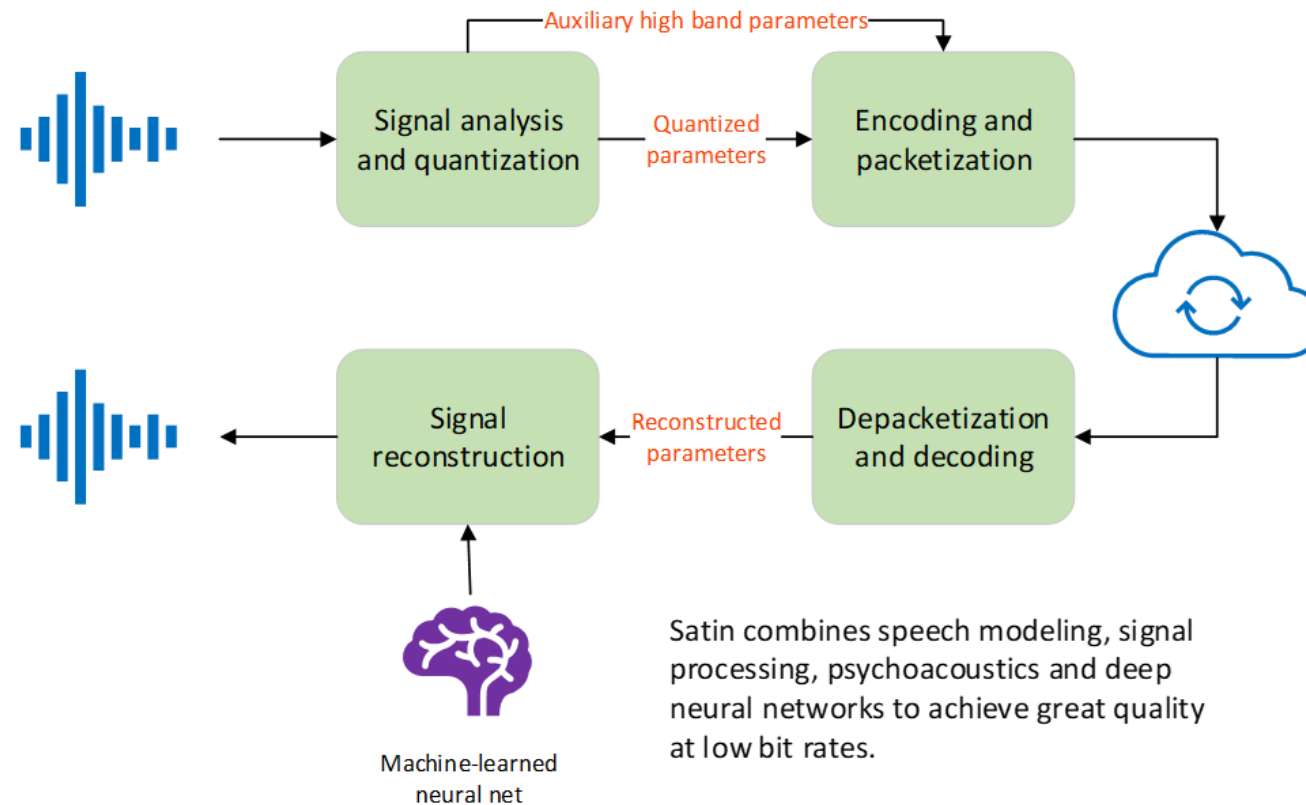 Auxiliary high band parameters
Signal analysis
and quantization
Quantized
parameters
Encoding and
packetization
Signal
reconstruction
Reconstructed
parameters
Depacketization
and decoding
Machine-learned
neural net
Satin combines speech modeling, signal
processing, psychoacoustics and deep
neural networks to achieve great quality
at low bit rates.